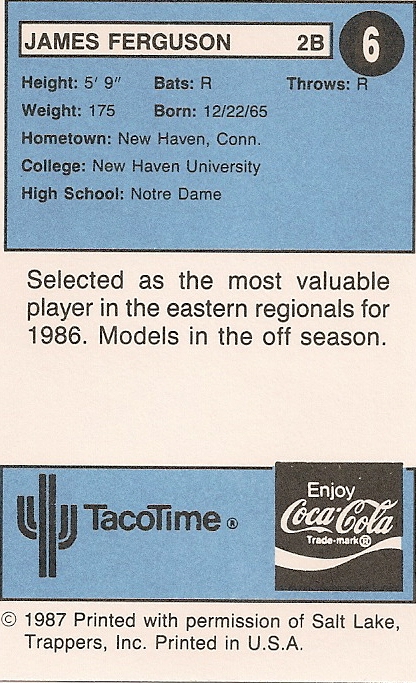 JAMES FERGUSON 2B 6
Height: 5' 9" Bats: R Throws: R
Weight: 175 Born: 12/22/65
Hometown: New Haven, Conn.
College: New Haven University
High School: Notre Dame
Selected as the most valuable
player in the eastern regionals for
1986. Models in the off season.
TacoTime ®
Enjoy
Coca-Cola
Trade-mark ®
© 1987 Printed with permission of Salt Lake,
Trappers, Inc. Printed in U.S.A.